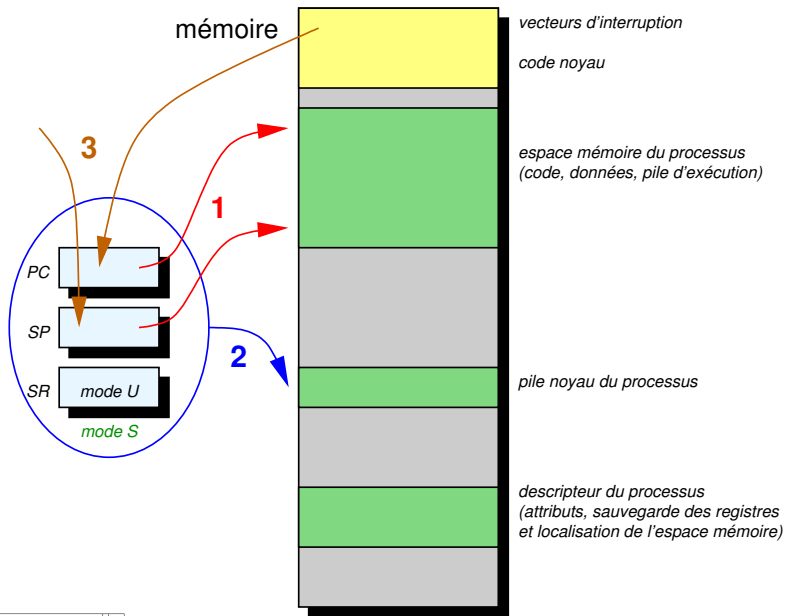 mémoire
vecteurs d'interruption
code noyau
3
1
espace mémoire du processus
(code, données, pile d'exécution)
PC
SP
2
SR
mode U
mode S
pile noyau du processus
descripteur du processus
(attributs, sauvegarde des registres
et localisation de l'espace mémoire)